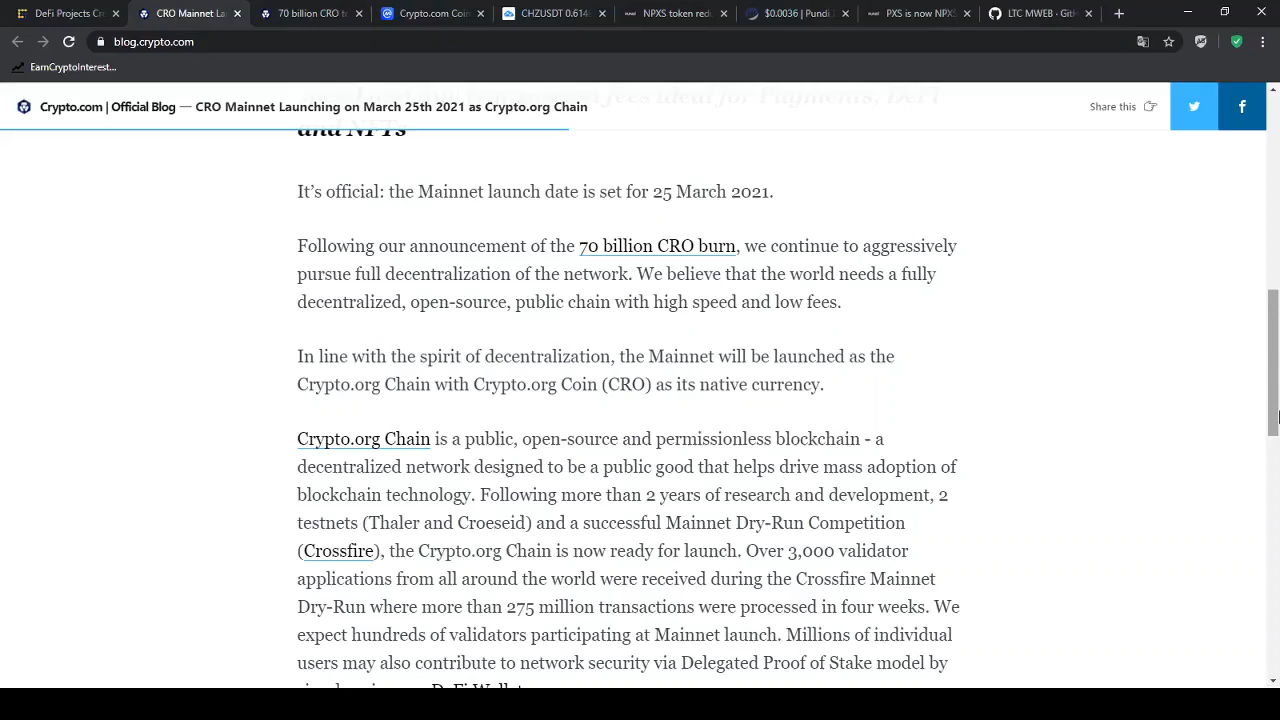 DeFi Projects Cr
CRO Mainnet La
70 billion CRO to
Crypto.com Coin
CHZUSDT 0.6149
NPXS token red
$0.0036 | Pundi
PXS is now NPXS
LTC MWEB - GitH
blog.crypto.com
EarnCryptoInterest...
Crypto.com | Official Blog — CRO Mainnet Launching on March 25th 2021 as Crypto.org Chain
Share this
fees ideal for Payments, DeFi
and NFTs
It's official: the Mainnet launch date is set for 25 March 2021.
Following our announcement of the 70 billion CRO burn, we continue to aggressively
pursue full decentralization of the network. We believe that the world needs a fully
decentralized, open-source, public chain with high speed and low fees.
In line with the spirit of decentralization, the Mainnet will be launched as the
Crypto.org Chain with Crypto.org Coin (CRO) as its native currency.
Crypto.org Chain is a public, open-source and permissionless blockchain - a
decentralized network designed to be a public good that helps drive mass adoption of
blockchain technology. Following more than 2 years of research and development, 2
testnets (Thaler and Croeseid) and a successful Mainnet Dry-Run Competition
(Crossfire), the Crypto.org Chain is now ready for launch. Over 3,000 validator
applications from all around the world were received during the Crossfire Mainnet
Dry-Run where more than 275 million transactions were processed in four weeks. We
expect hundreds of validators participating at Mainnet launch. Millions of individual
users may also contribute to network security via Delegated Proof of Stake model by
DeFi Wallet